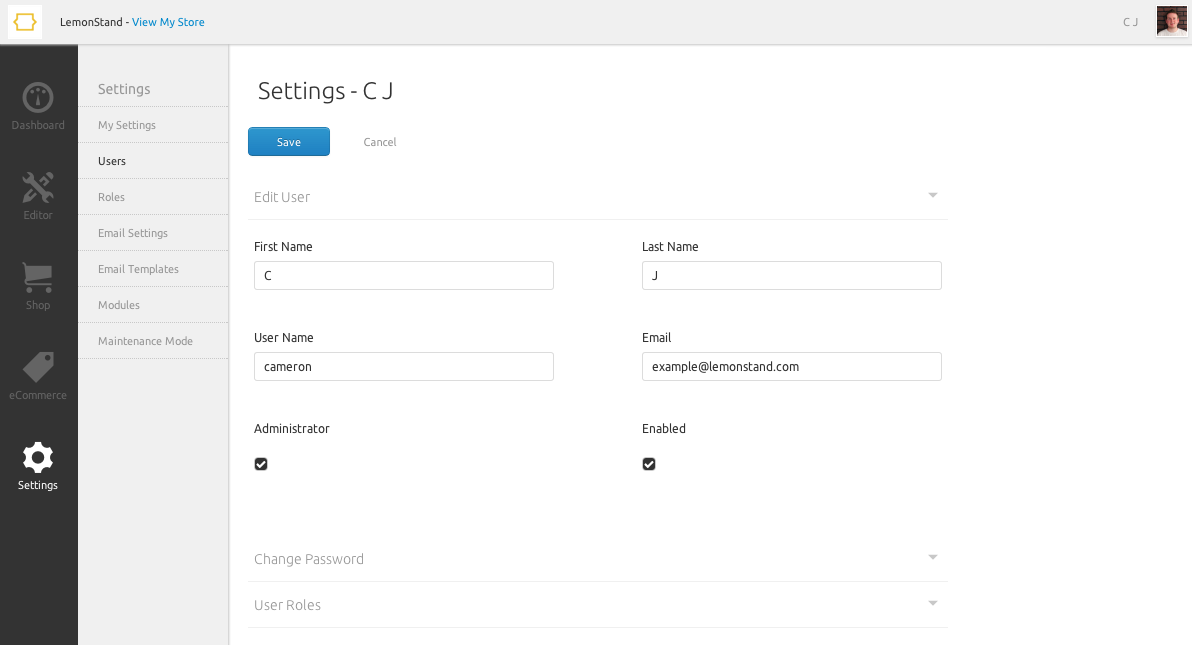 LemonStand - View My Store
C J
Dashboard
Editor
Shop
eCommerce
Settings
Settings
My Settings
Users
Roles
Email Settings
Email Templates
Modules
Maintenance Mode
Settings - C J
Save Cancel
Edit User
First Name Last Name
C J
User Name Email
cameron example@lemonstand.com
Administrator Enabled
Change Password
User Roles